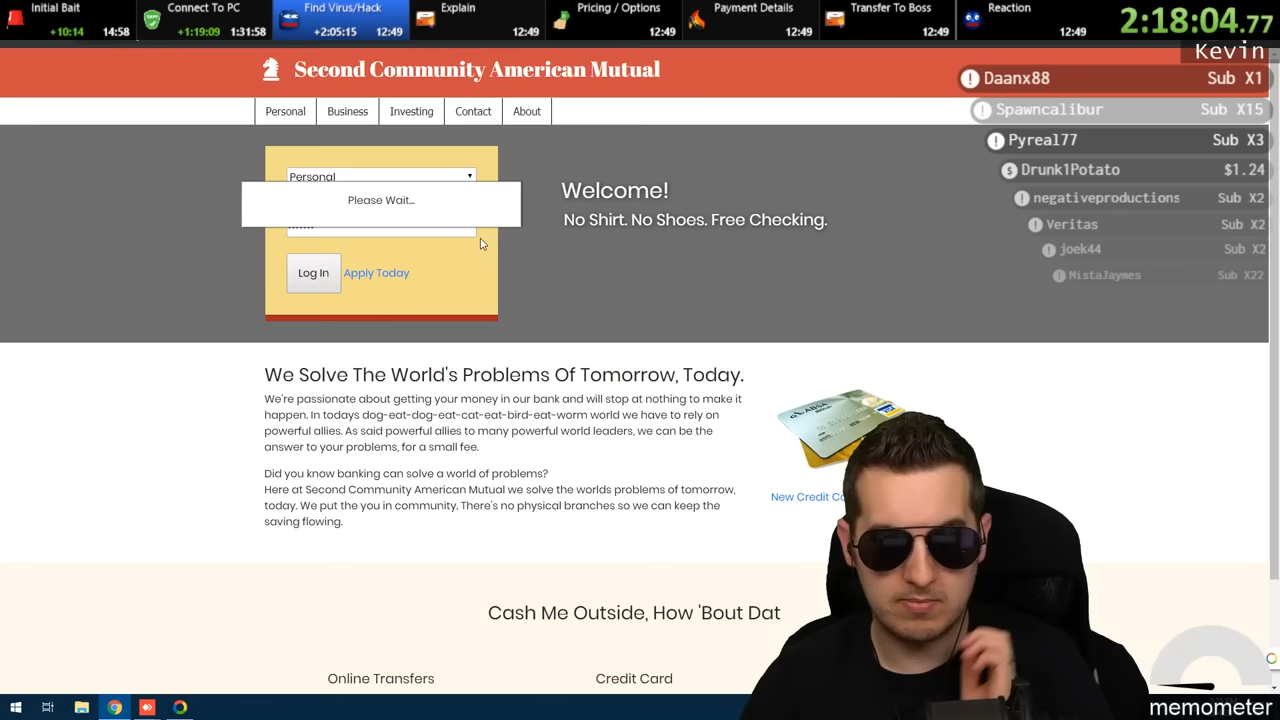 Initial Bait
+10:14 14:58
Connect To PC
+1:19:09 1:31:58
Find Virus/Hack
+2:05:15 12:49
Explain
12:49
Pricing / Options
12:49
Payment Details
12:49
Transfer To Boss
12:49
Reaction
12:49
2:18:04.77
Kevin
Second Community American Mutual
Daanx88 Sub X1
Spawncalibur Sub X15
Pyreal77 Sub X3
Drunk1Potato $1.24
negativeproductions Sub X2
Veritas Sub X2
joek44 Sub X2
MistaJaymes Sub X22
Personal
Business
Investing
Contact
About
Personal
Please Wait...
Log In
Apply Today
Welcome!
No Shirt. No Shoes. Free Checking.
We Solve The World's Problems Of Tomorrow, Today.
We're passionate about getting your money in our bank and will stop at nothing to make it
happen. In todays dog-eat-dog-eat-cat-eat-bird-eat-worm world we have to rely on
powerful allies. As said powerful allies to many powerful world leaders, we can be the
answer to your problems, for a small fee.
Did you know banking can solve a world of problems?
Here at Second Community American Mutual we solve the worlds problems of tomorrow,
today. We put the you in community. There's no physical branches so we can keep the
saving flowing.
New Credit
Cash Me Outside, How 'Bout Dat
Online Transfers
Credit Card
memometer